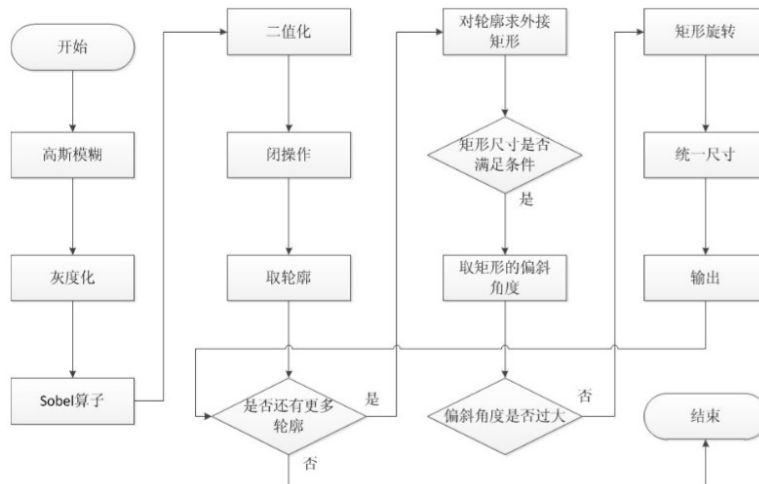 开始
高斯模糊
灰度化
Sobel算子
二值化
闭操作
取轮廓
是否还有更多
轮廓
是
否
对轮廓求外接
矩形
矩形尺寸是否
满足条件
是
取矩形的偏斜
角度
偏斜角度是否过大
否
矩形旋转
统一尺寸
输出
结束